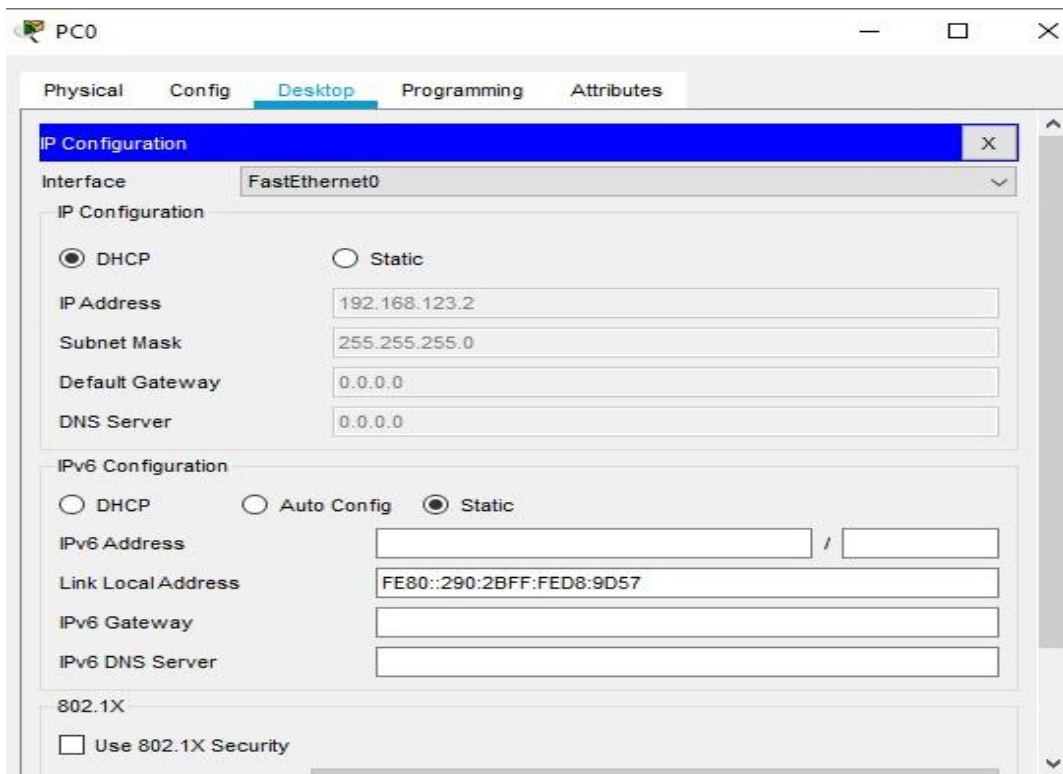 PC0
Physical Config Desktop Programming Attributes
IP Configuration X
Interface FastEthernet0
IP Configuration
DHCP Static
IP Address 192.168.123.2
Subnet Mask 255.255.255.0
Default Gateway 0.0.0.0
DNS Server 0.0.0.0
IPv6 Configuration
DHCP Auto Config Static
IPv6 Address /
Link Local Address FE80::290:2BFF:FED8:9D57
IPv6 Gateway
IPv6 DNS Server
802.1X
Use 802.1X Security